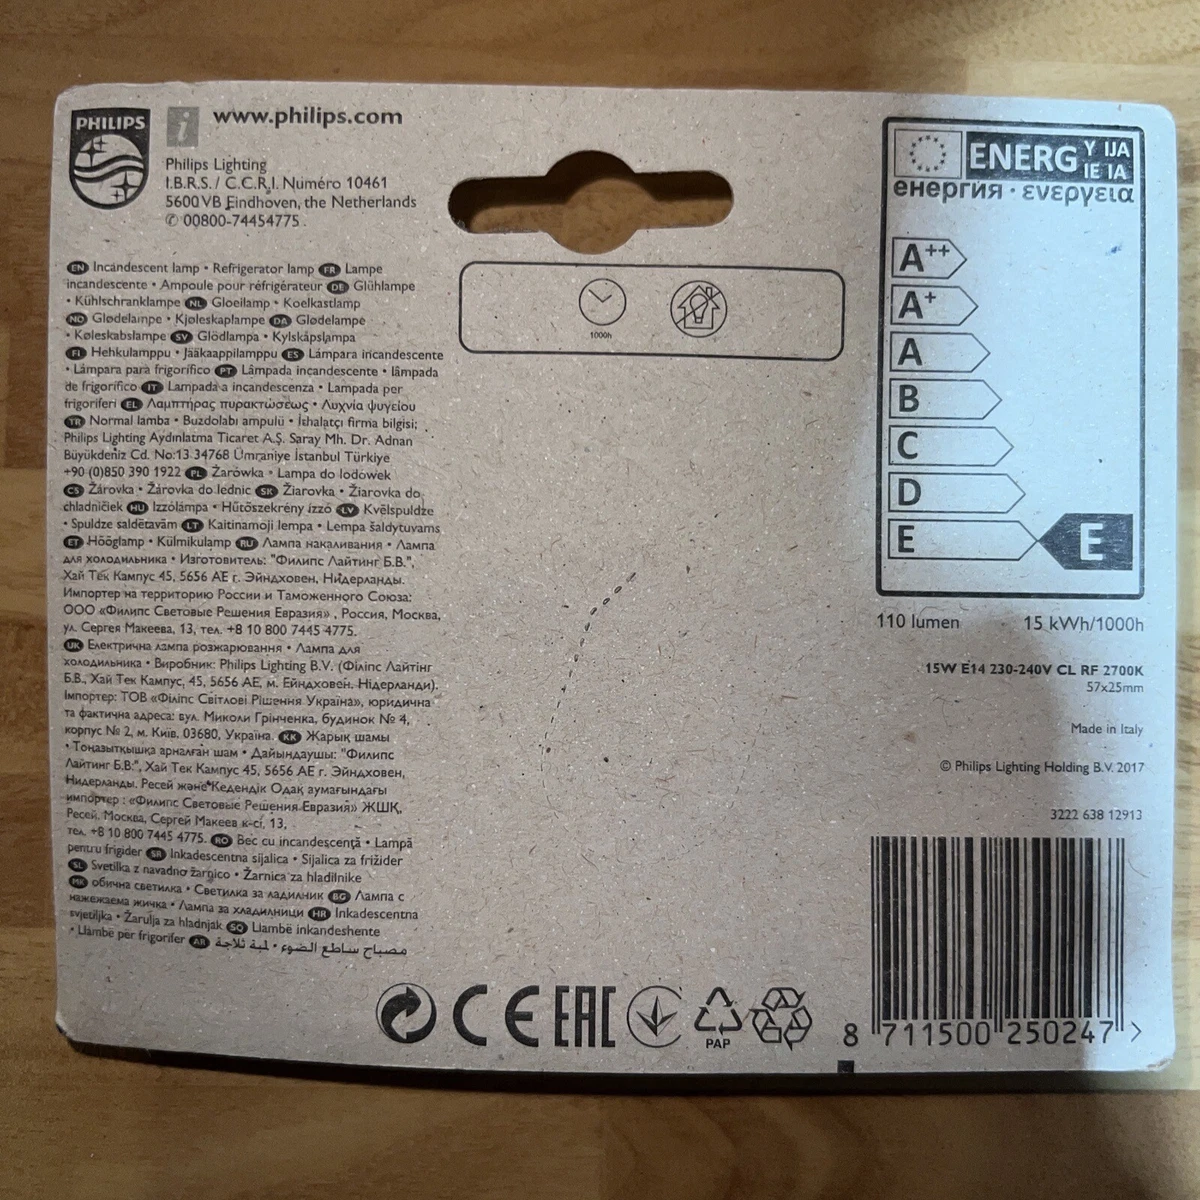 PHILIPS
i
www.philips.com
Philips Lighting
I.B.R.S. / C.C.R.I. Numéro 10461
5600 VB Eindhoven, the Netherlands
✆ 00800-74454775
EN Incandescent lamp • Refrigerator lamp FR Lampe
incandescente • Ampoule pour réfrigérateur DE Glühlampe
• Kühlschranklampe NL Gloeilamp • Koelkastlamp
NO Glødelampe • Kjøleskaplampe DA Glødelampe
• Køleskabslampe SV Glödlampa • Kylskåpslampa
FI Hehkulamppu • Jääkaappilamppu ES Lámpara incandescente
• Lámpara para frigorífico PT Lâmpada incandescente • lâmpada
de frigorífico IT Lampada a incandescenza • Lampada per
frigoriferi EL Λαμπτήρας πυρακτώσεως • Λυχνία ψυγείου
TR Normal lamba • Buzdolabı ampulü • İthalatçı firma bilgisi;
Philips Lighting Aydınlatma Ticaret A.Ş. Saray Mh. Dr. Adnan
Büyükdeniz Cd. No:13 34768 Ümraniye İstanbul Türkiye
+90 (0)850 390 1922 PL Żarówka • Lampa do lodówek
CS Žárovka • Žárovka do lednic SK Žiarovka • Žiarovka do
chladničiek HU Izzólámpa • Hűtőszekrény izzó LV Kvēlspuldze
• Spuldze saldētavām LT Kaitinamoji lempa • Lempa šaldytuvams
ET Hõõglamp • Külmikulamp RU Лампа накаливания • Лампа
для холодильника • Изготовитель: "Филипс Лайтинг Б.В.",
Хай Тек Кампус 45, 5656 АЕ г. Эйндховен, Нидерланды.
Импортер на территорию России и Таможенного Союза:
ООО «Филипс Световые Решения Евразия» , Россия, Москва,
ул. Сергея Макеева, 13, тел. +8 10 800 7445 4775.
UK Електрична лампа розжарювання • Лампа для
холодильника • Виробник: Philips Lighting B.V. (Філіпс Лайтінг
Б.В., Хай Тек Кампус, 45, 5656 АЕ, м. Ейндховен, Нідерланди).
Імпортер: ТОВ «Філіпс Світлові Рішення Україна», юридична
та фактична адреса: вул. Миколи Грінченка, будинок № 4,
корпус № 2, м. Київ, 03680, Україна. KK Жарық шамы
• Тоңазытқышқа арналған шам • Дайындаушы: "Филипс
Лайтинг Б.В.", Хай Тек Кампус 45, 5656 АЕ г. Эйндховен,
Нидерланды. Ресей және Кедендік Одақ аумағындағы
импортер : «Филипс Световые Решения Евразия» ЖШҚ,
Ресей, Москва, Сергей Макеев к-сі, 13,
тел. +8 10 800 7445 4775. RO Bec cu incandescenţă • Lampă
pentru frigider SR Inkadescentna sijalica • Sijalica za frižider
SL Svetilka z navadno žarnico • Žarnica za hladilnike
MK обична светилка • Светилка за ладилник BG Лампа с
нажежаема жичка • Лампа за хладилници HR Inkadescentna
svjetiljka • Žarulja za hladnjak SQ Llambë inkandeshente
• Llambë për frigorifer AR مصباح ساطع الضوء • لمبة ثلاجة
1000h
ENERG Y IJA
IE IA
енергия · ενεργεια
A++
A+
A
B
C
D
E
E
110 lumen 15 kWh/1000h
15W E14 230-240V CL RF 2700K
57x25mm
Made in Italy
© Philips Lighting Holding B.V. 2017
3222 638 12913
CE EAC
PAP
8 711500 250247 >